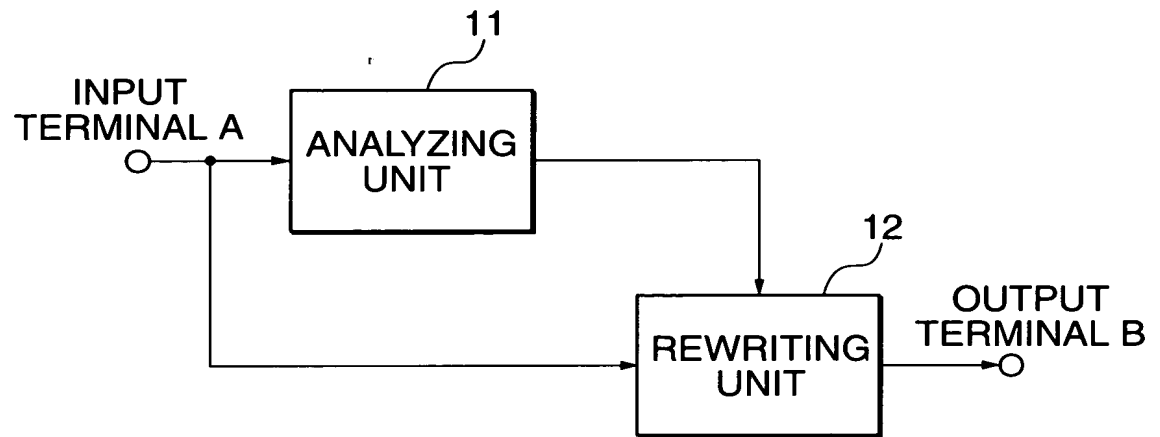 11
INPUT
TERMINAL A
ANALYZING
UNIT
12
OUTPUT
TERMINAL B
REWRITING
UNIT